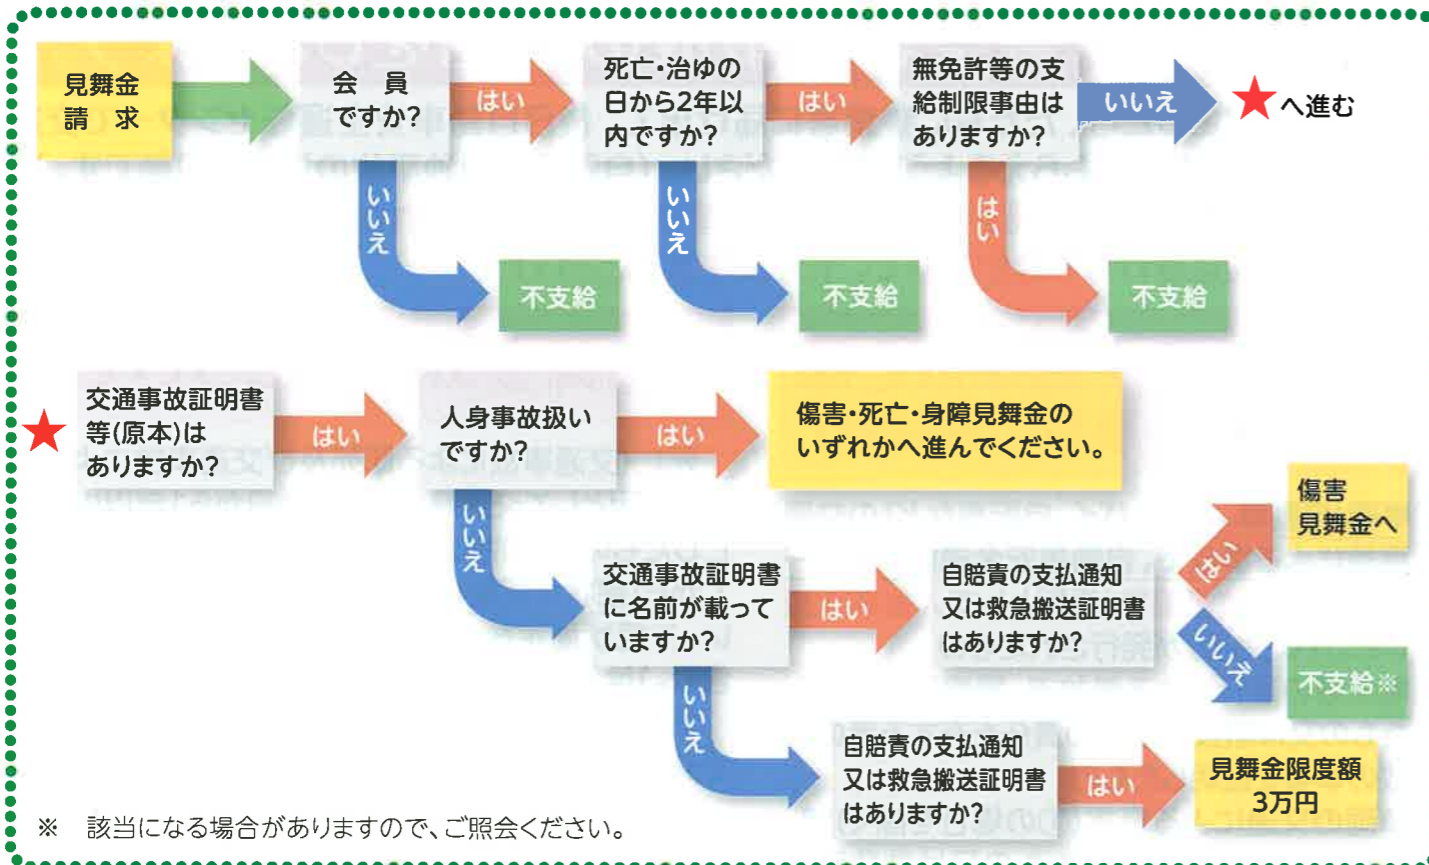 見舞金
請　求
会　員
ですか?
はい
いいえ
不支給
死亡・治ゆの
日から2年以
内ですか?
はい
いいえ
不支給
無免許等の支
給制限事由は
ありますか?
いいえ
★へ進む
はい
不支給
★
交通事故証明書
等(原本)は
ありますか?
はい
人身事故扱い
ですか?
はい
傷害・死亡・身障見舞金の
いずれかへ進んでください。
いいえ
交通事故証明書
に名前が載って
いますか?
はい
自賠責の支払通知
又は救急搬送証明書
はありますか?
はい
傷害
見舞金へ
いいえ
不支給※
いいえ
自賠責の支払通知
又は救急搬送証明書
はありますか?
はい
見舞金限度額
3万円
※　該当になる場合がありますので、ご照会ください。